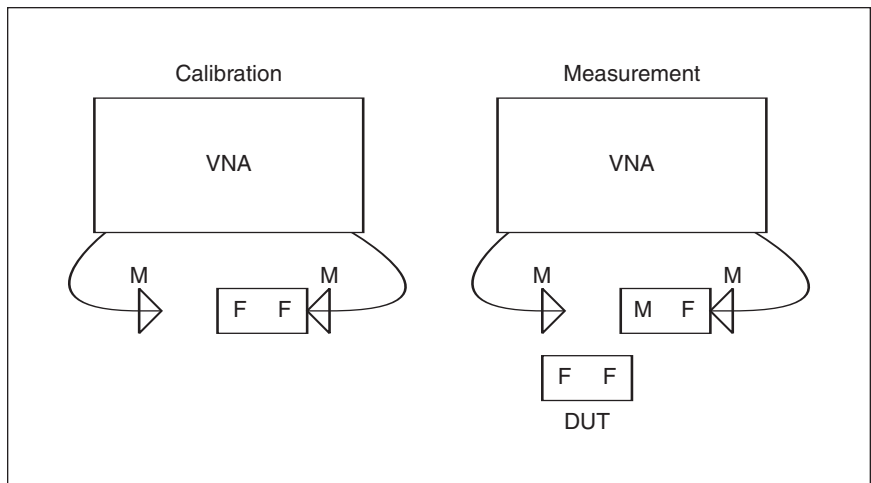 Calibration
Measurement
VNA
VNA
M
M
F F
M
M
M F
F F
DUT